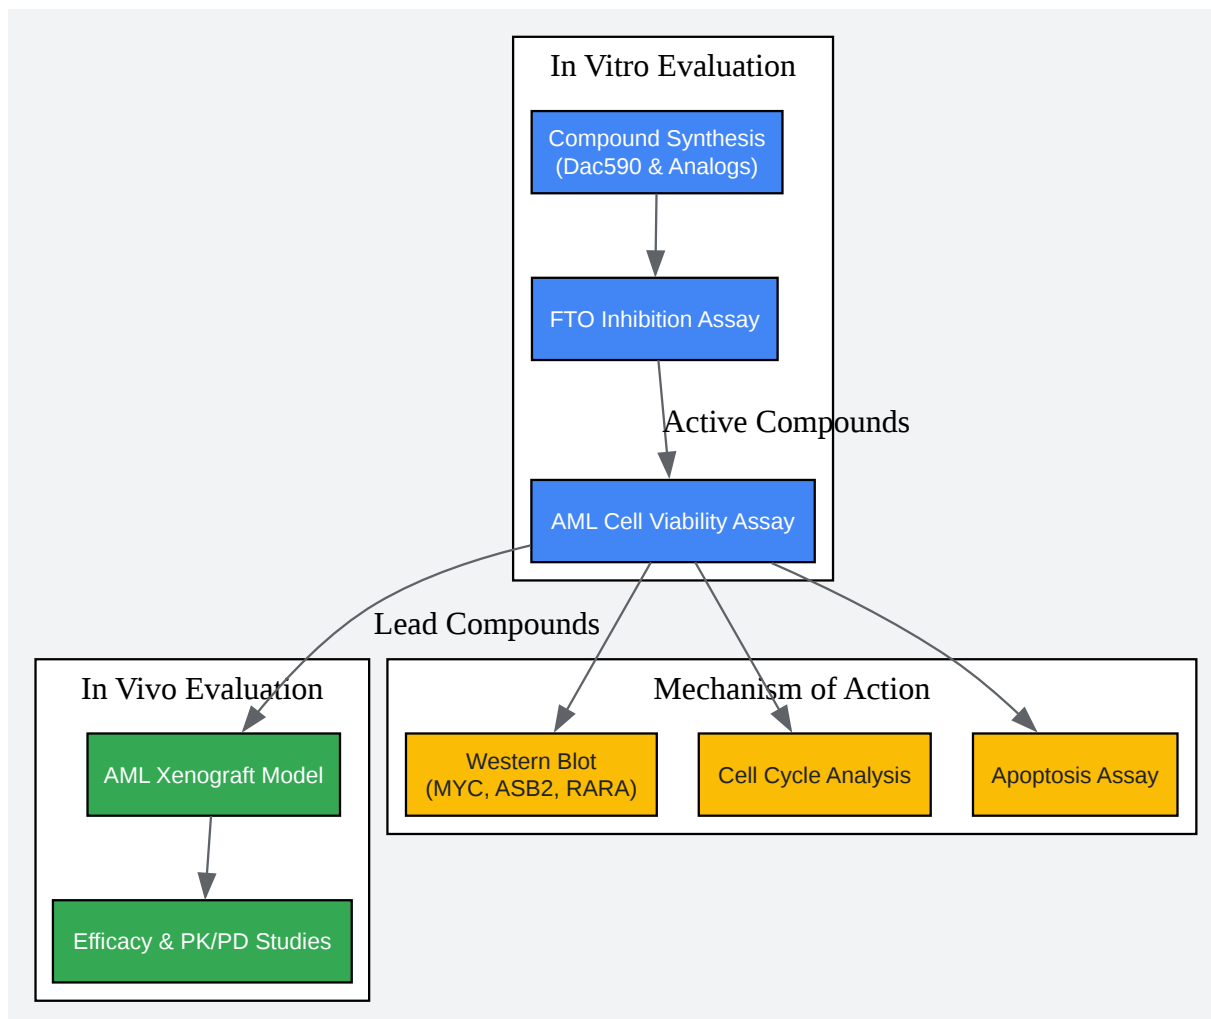 In Vitro Evaluation
Compound Synthesis
(Dac590 & Analogs)
FTO Inhibition Assay
Active Compounds
AML Cell Viability Assay
Lead Compounds
In Vivo Evaluation
AML Xenograft Model
Efficacy & PK/PD Studies
Mechanism of Action
Western Blot
(MYC, ASB2, RARA)
Cell Cycle Analysis
Apoptosis Assay